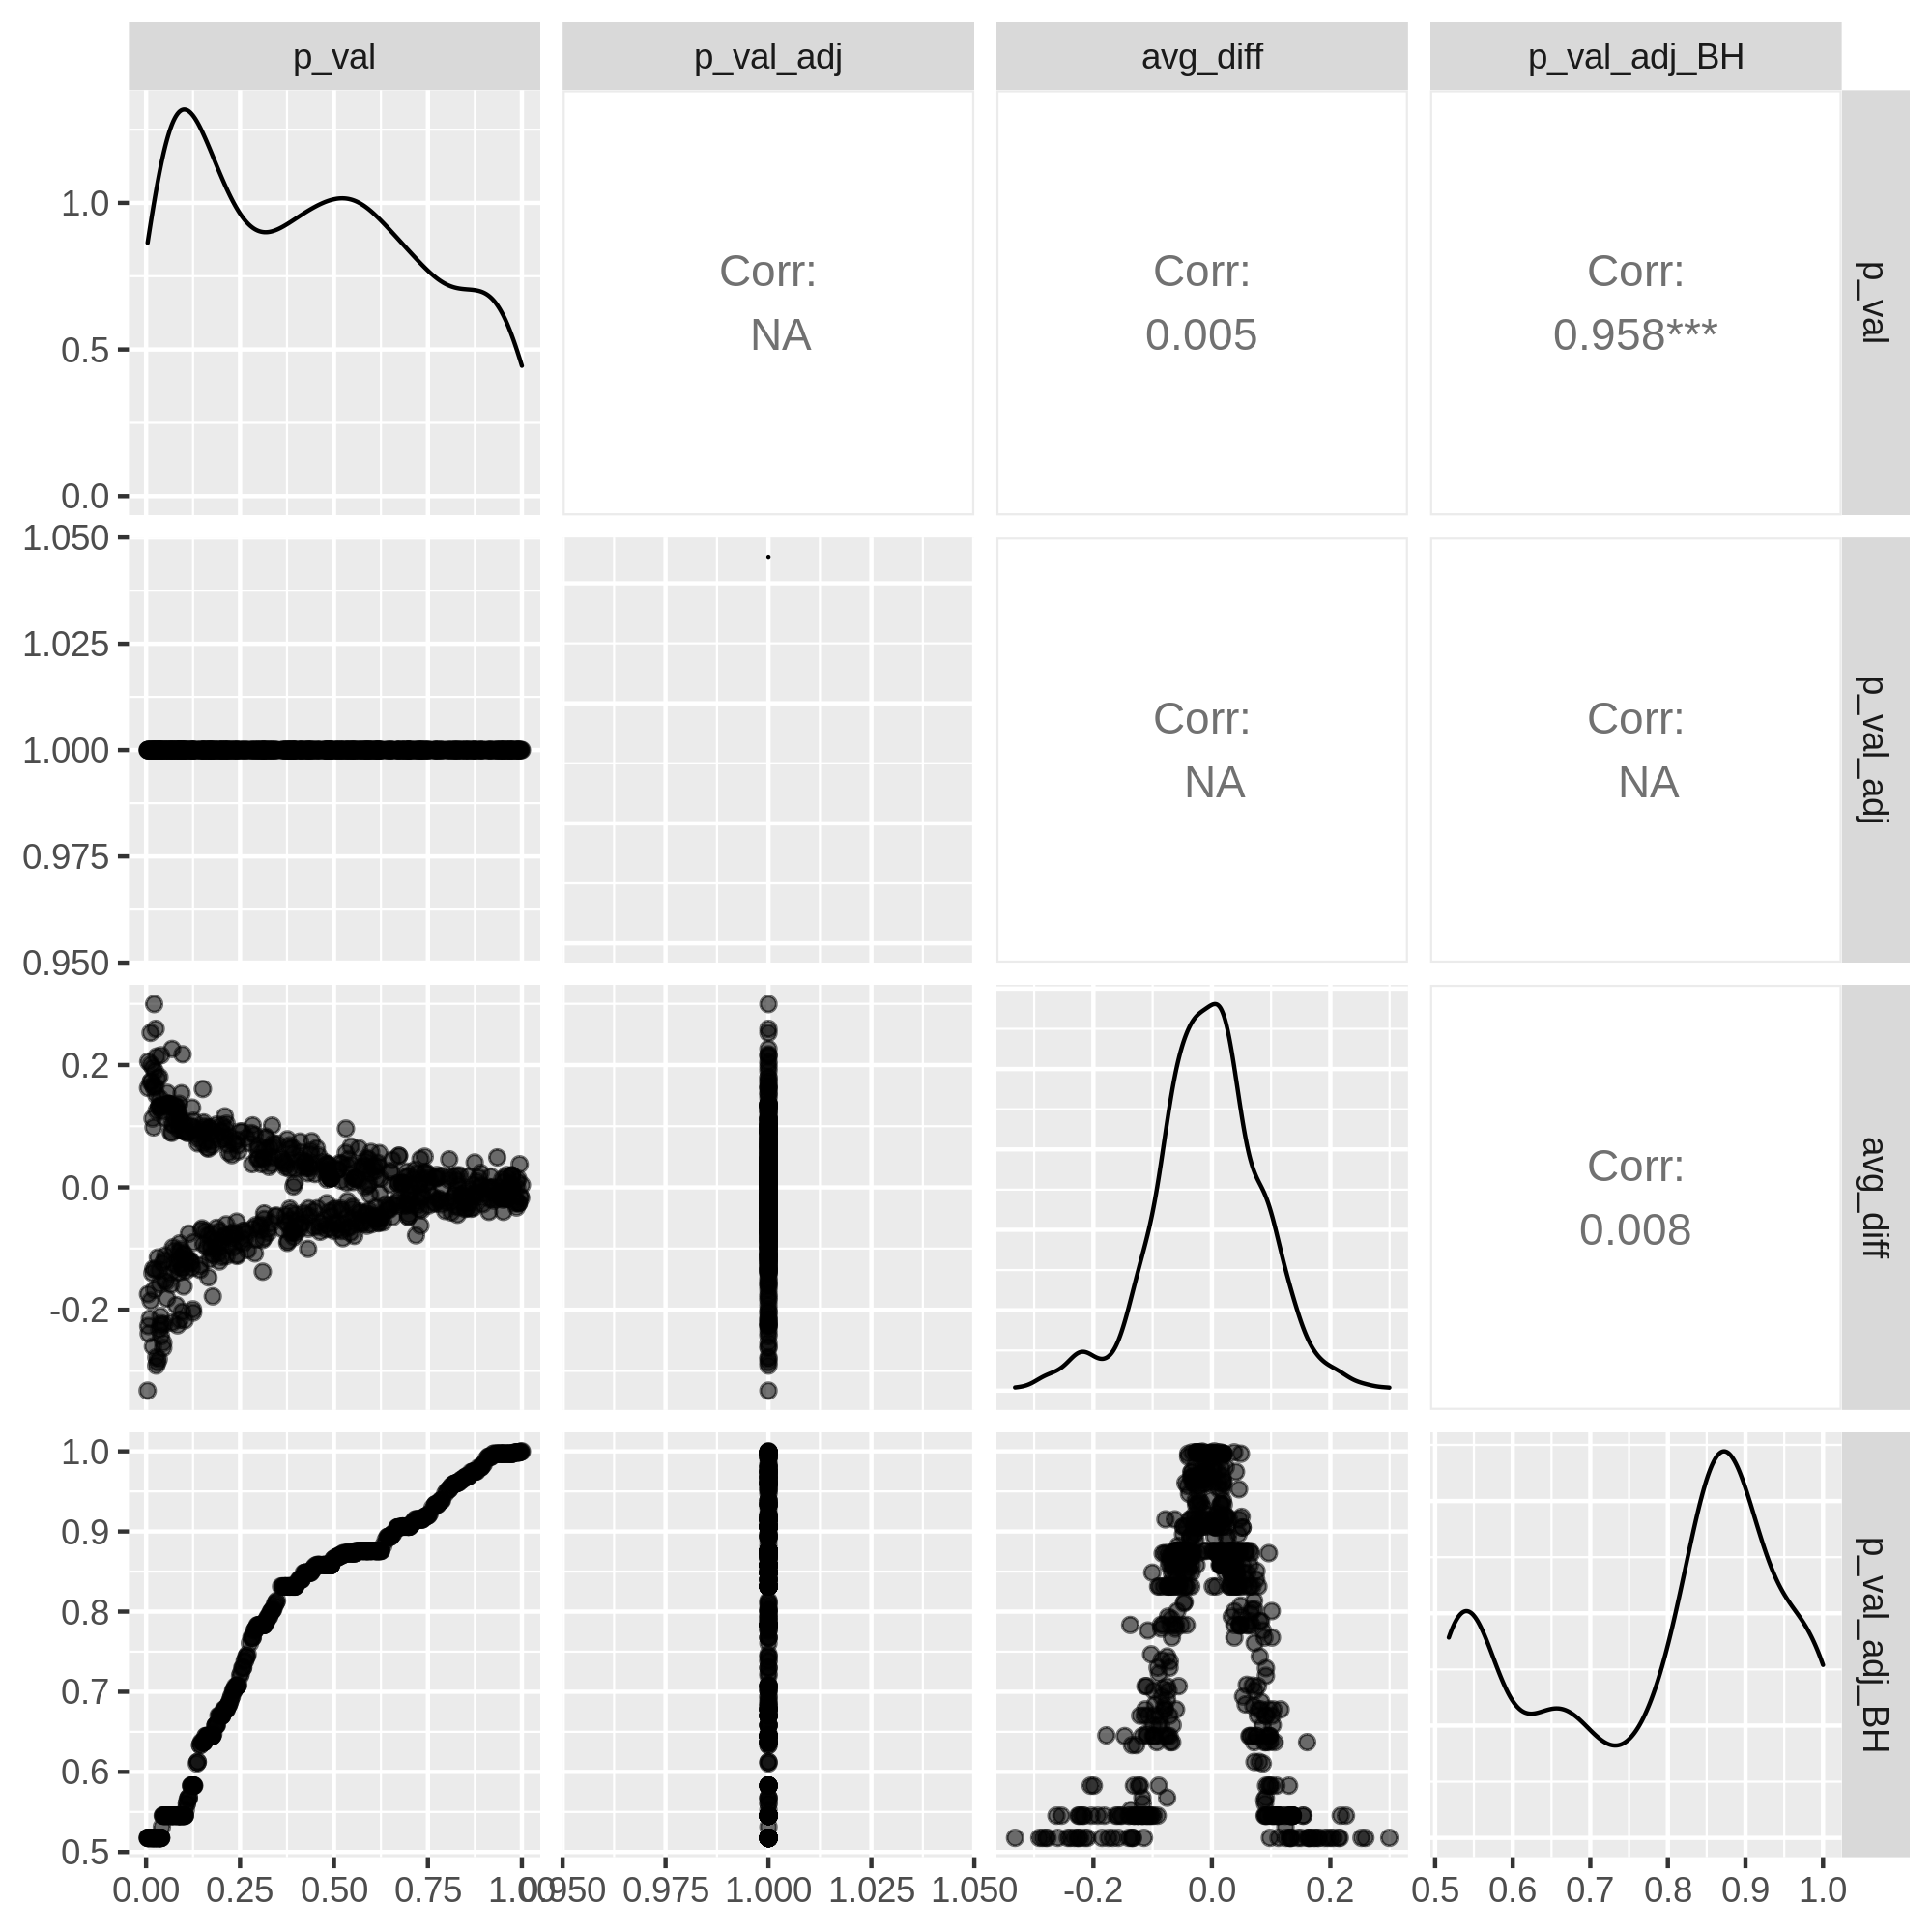 p_val
p_val_adj
avg_diff
p_val_adj_BH
1.0
0.5
0.0
Corr:
NA
Corr:
0.005
Corr:
0.958***
p_val
1.050
1.025
1.000
0.975
0.950
Corr:
NA
Corr:
NA
p_val_adj
0.2
0.0
-0.2
Corr:
0.008
avg_diff
1.0
0.9
0.8
0.7
0.6
0.5
p_val_adj_BH
0.00 0.25 0.50 0.75 1.00
0.950 0.975 1.000 1.025 1.050
-0.2 0.0 0.2
0.5 0.6 0.7 0.8 0.9 1.0